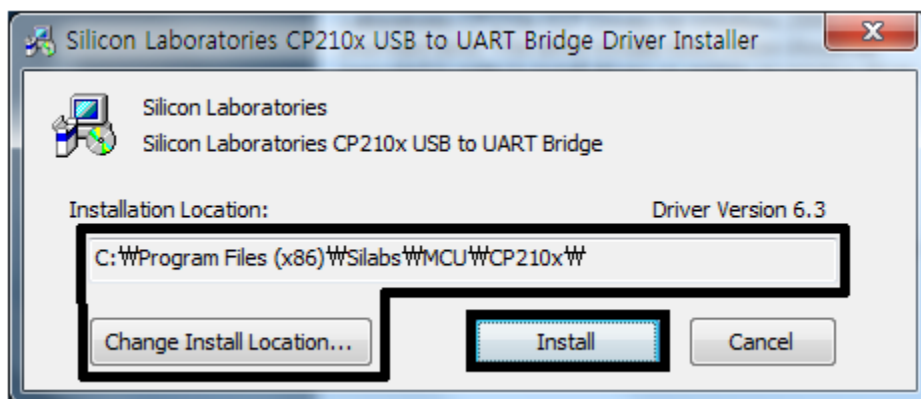 Silicon Laboratories CP210x USB to UART Bridge Driver Installer
Silicon Laboratories
Silicon Laboratories CP210x USB to UART Bridge
Installation Location: Driver Version 6.3
C:₩Program Files (x86)₩Silabs₩MCU₩CP210x₩
Change Install Location... Install Cancel